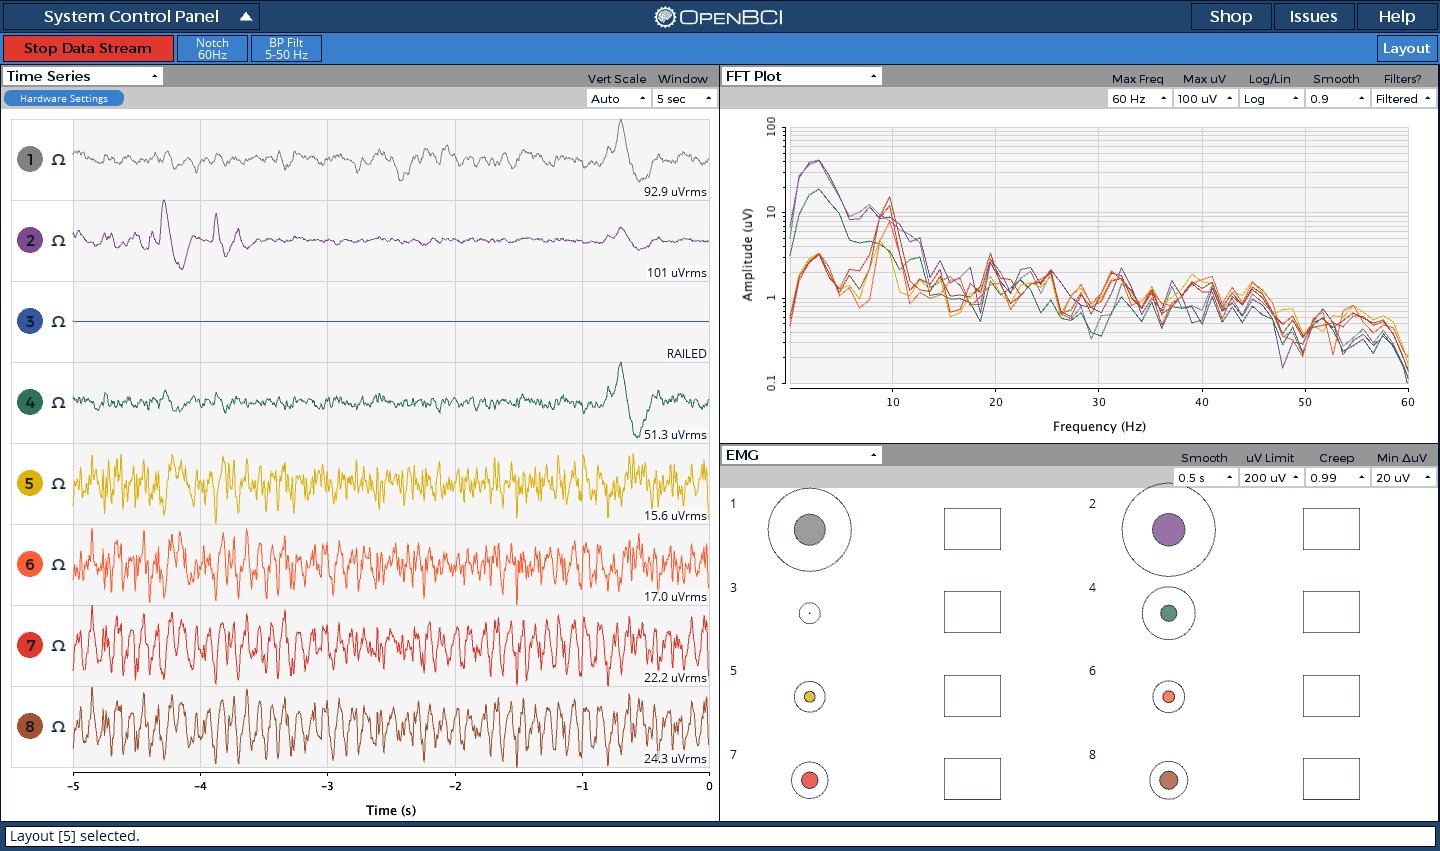 System Control Panel
OpenBCI
Shop Issues Help
Stop Data Stream
Notch
60Hz
BP Filt
5-50 Hz
Layout
Time Series
Vert Scale Window
Hardware Settings
Auto 5 sec
1 Ω
92.9 uVrms
2 Ω
101 uVrms
3 Ω
RAILED
4 Ω
51.3 uVrms
5 Ω
15.6 uVrms
6 Ω
17.0 uVrms
7 Ω
22.2 uVrms
8 Ω
24.3 uVrms
-5 -4 -3 -2 -1 0
Time (s)
FFT Plot
Max Freq Max uV Log/Lin Smooth Filters?
60 Hz 100 uV Log 0.9 Filtered
100
10
1
0.1
Amplitude (uV)
10 20 30 40 50 60
Frequency (Hz)
EMG
Smooth uV Limit Creep Min ΔuV
0.5 s 200 uV 0.99 20 uV
1 2
3 4
5 6
7 8
Layout [5] selected.